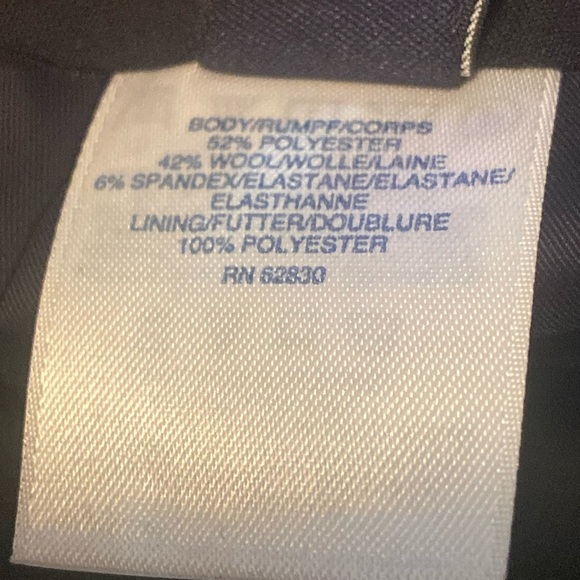 BODY/RUMPF/CORPS
52% POLYESTER
42% WOOL/WOLLE/LAINE
6% SPANDEX/ELASTANE/ELASTANE/
ELASTHANNE
LINING/FUTTER/DOUBLURE
100% POLYESTER
RN 62830